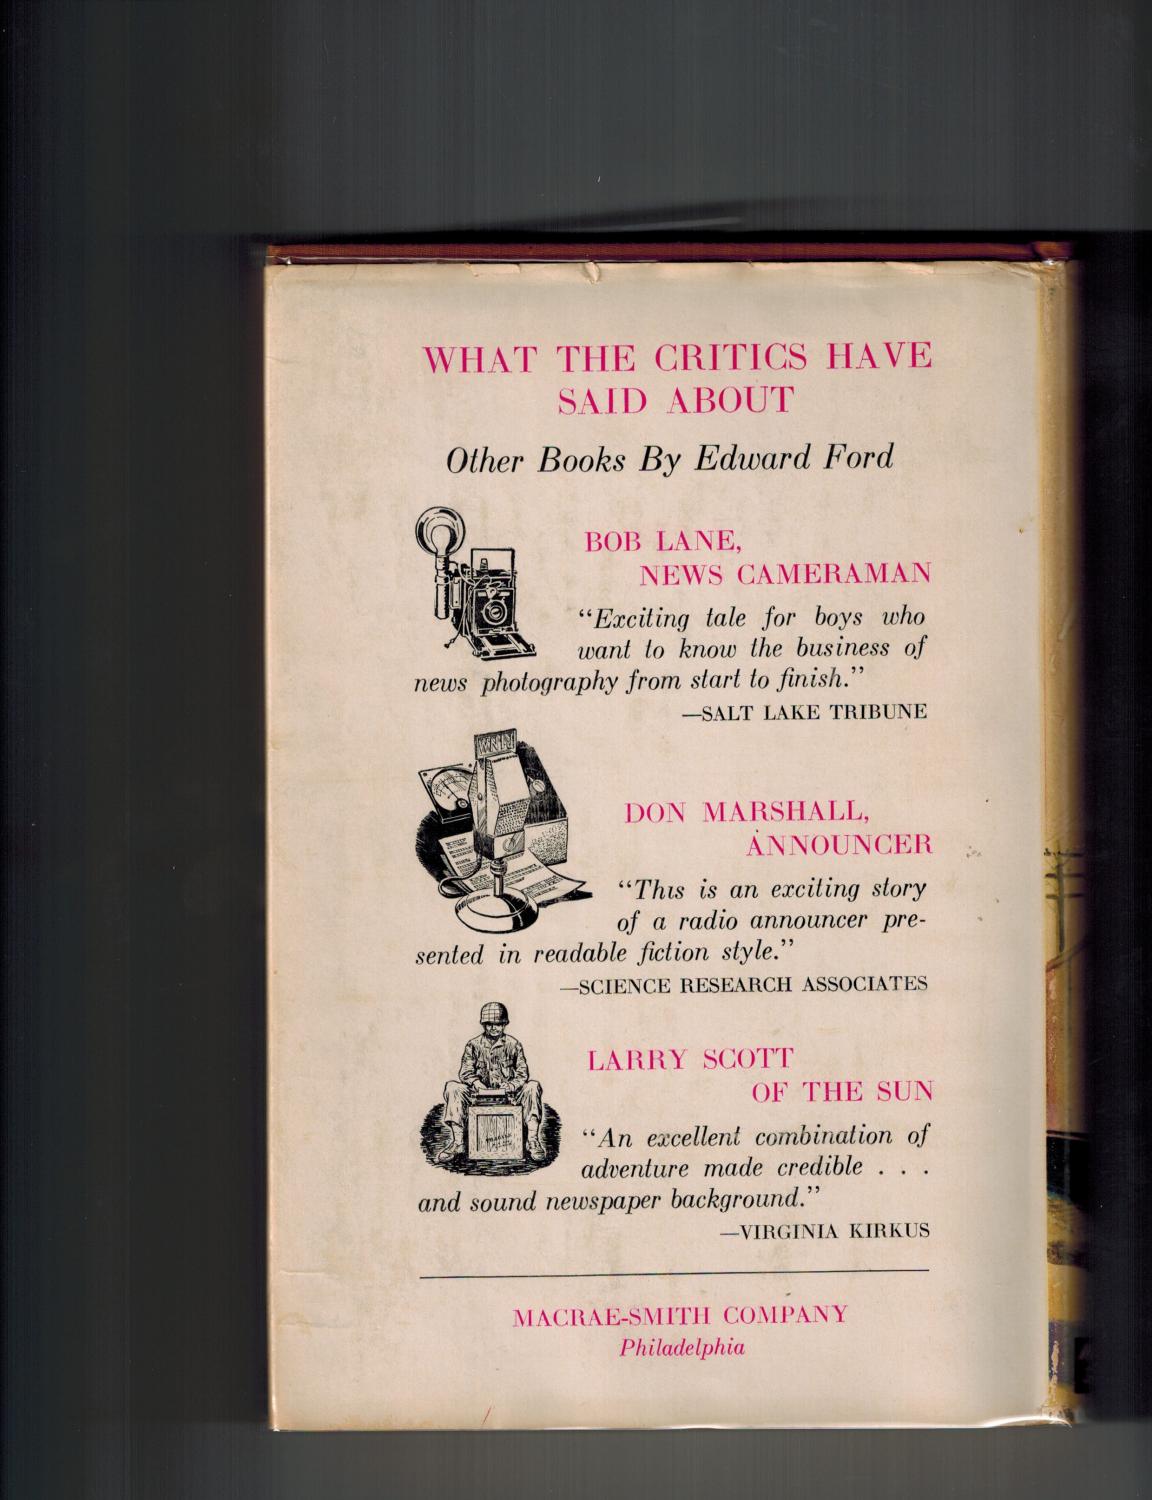 WHAT THE CRITICS HAVE
SAID ABOUT
Other Books By Edward Ford
BOB LANE,
NEWS CAMERAMAN
“Exciting tale for boys who
want to know the business of
news photography from start to finish.”
—SALT LAKE TRIBUNE
DON MARSHALL,
ANNOUNCER
“This is an exciting story
of a radio announcer pre-
sented in readable fiction style.”
—SCIENCE RESEARCH ASSOCIATES
LARRY SCOTT
OF THE SUN
“An excellent combination of
adventure made credible . . .
and sound newspaper background.”
—VIRGINIA KIRKUS
MACRAE-SMITH COMPANY
Philadelphia